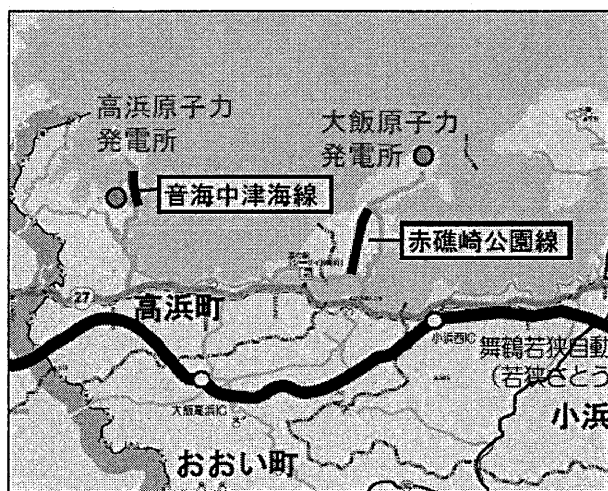 高浜原子力
発電所
大飯原子力
発電所
音海中津海線
赤礁崎公園線
27
高浜町
小浜西IC
舞鶴若狭自動
(若狭さとう
大飯高浜IC
小浜
おおい町